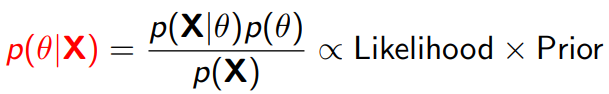 p(θ|X) = p(X|θ)p(θ) / p(X) ∝ Likelihood × Prior